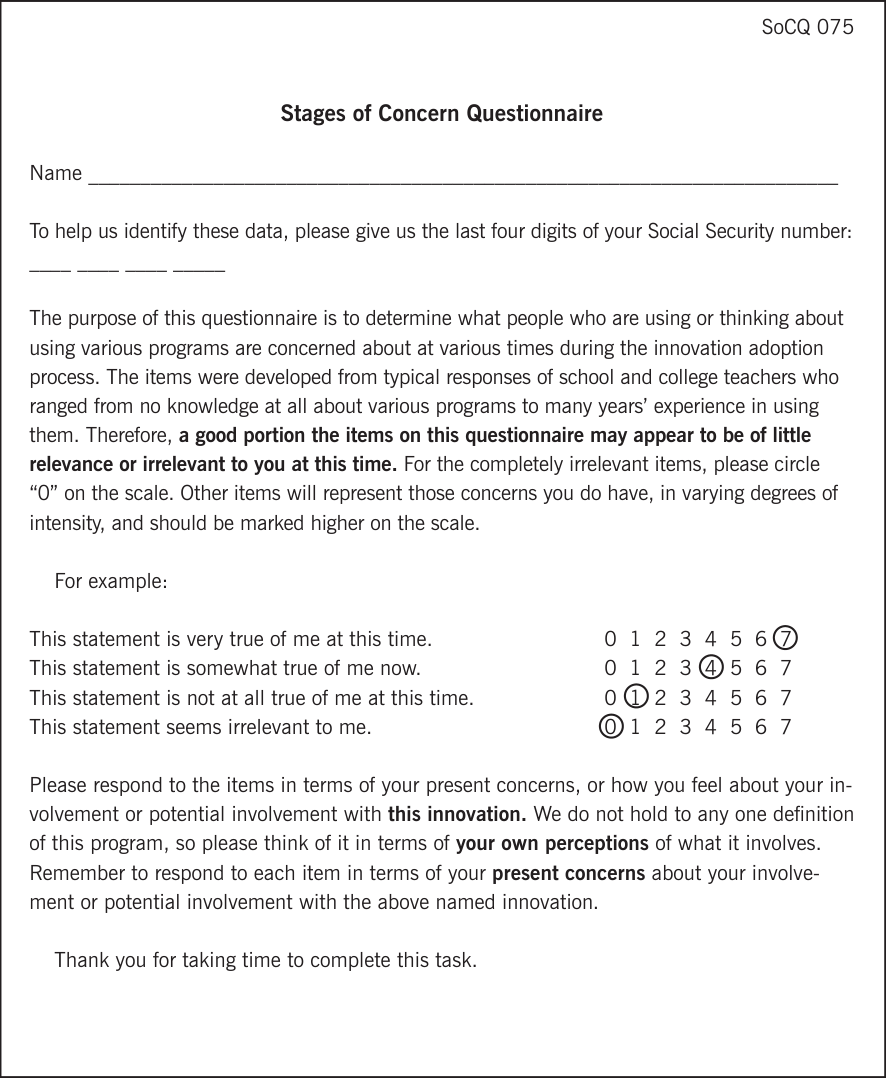 SoCQ 075
Stages of Concern Questionnaire
Name ______________________________________________________________________
To help us identify these data, please give us the last four digits of your Social Security number:
____ ____ ____ _____
The purpose of this questionnaire is to determine what people who are using or thinking about
using various programs are concerned about at various times during the innovation adoption
process. The items were developed from typical responses of school and college teachers who
ranged from no knowledge at all about various programs to many years’ experience in using
them. Therefore, a good portion the items on this questionnaire may appear to be of little
relevance or irrelevant to you at this time. For the completely irrelevant items, please circle
“0” on the scale. Other items will represent those concerns you do have, in varying degrees of
intensity, and should be marked higher on the scale.
For example:
This statement is very true of me at this time. 0 1 2 3 4 5 6 7
This statement is somewhat true of me now. 0 1 2 3 4 5 6 7
This statement is not at all true of me at this time. 0 1 2 3 4 5 6 7
This statement seems irrelevant to me. 0 1 2 3 4 5 6 7
Please respond to the items in terms of your present concerns, or how you feel about your in-
volvement or potential involvement with this innovation. We do not hold to any one definition
of this program, so please think of it in terms of your own perceptions of what it involves.
Remember to respond to each item in terms of your present concerns about your involve-
ment or potential involvement with the above named innovation.
Thank you for taking time to complete this task.